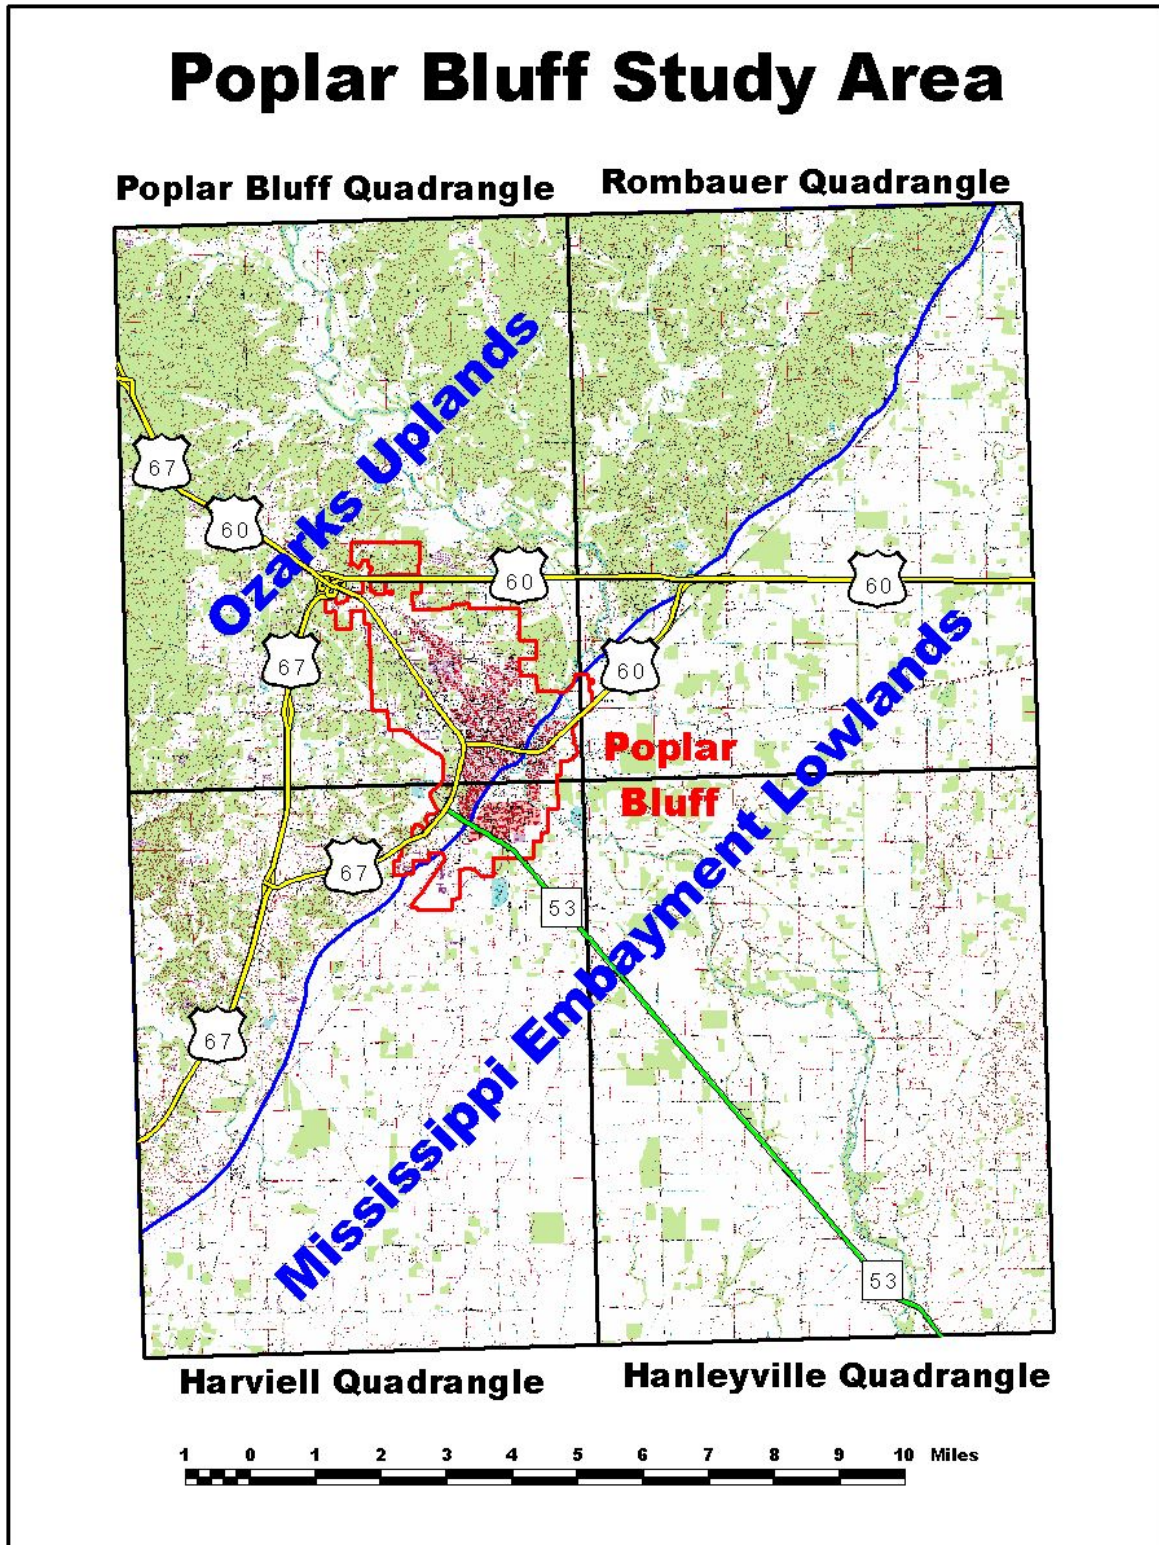 Poplar Bluff Study Area
Poplar Bluff Quadrangle
Rombauer Quadrangle
Ozarks Uplands
67
60
60
60
67
60
Poplar
Bluff
Mississippi Embayment Lowlands
67
53
67
53
Harviell Quadrangle
Hanleyville Quadrangle
1 0 1 2 3 4 5 6 7 8 9 10 Miles